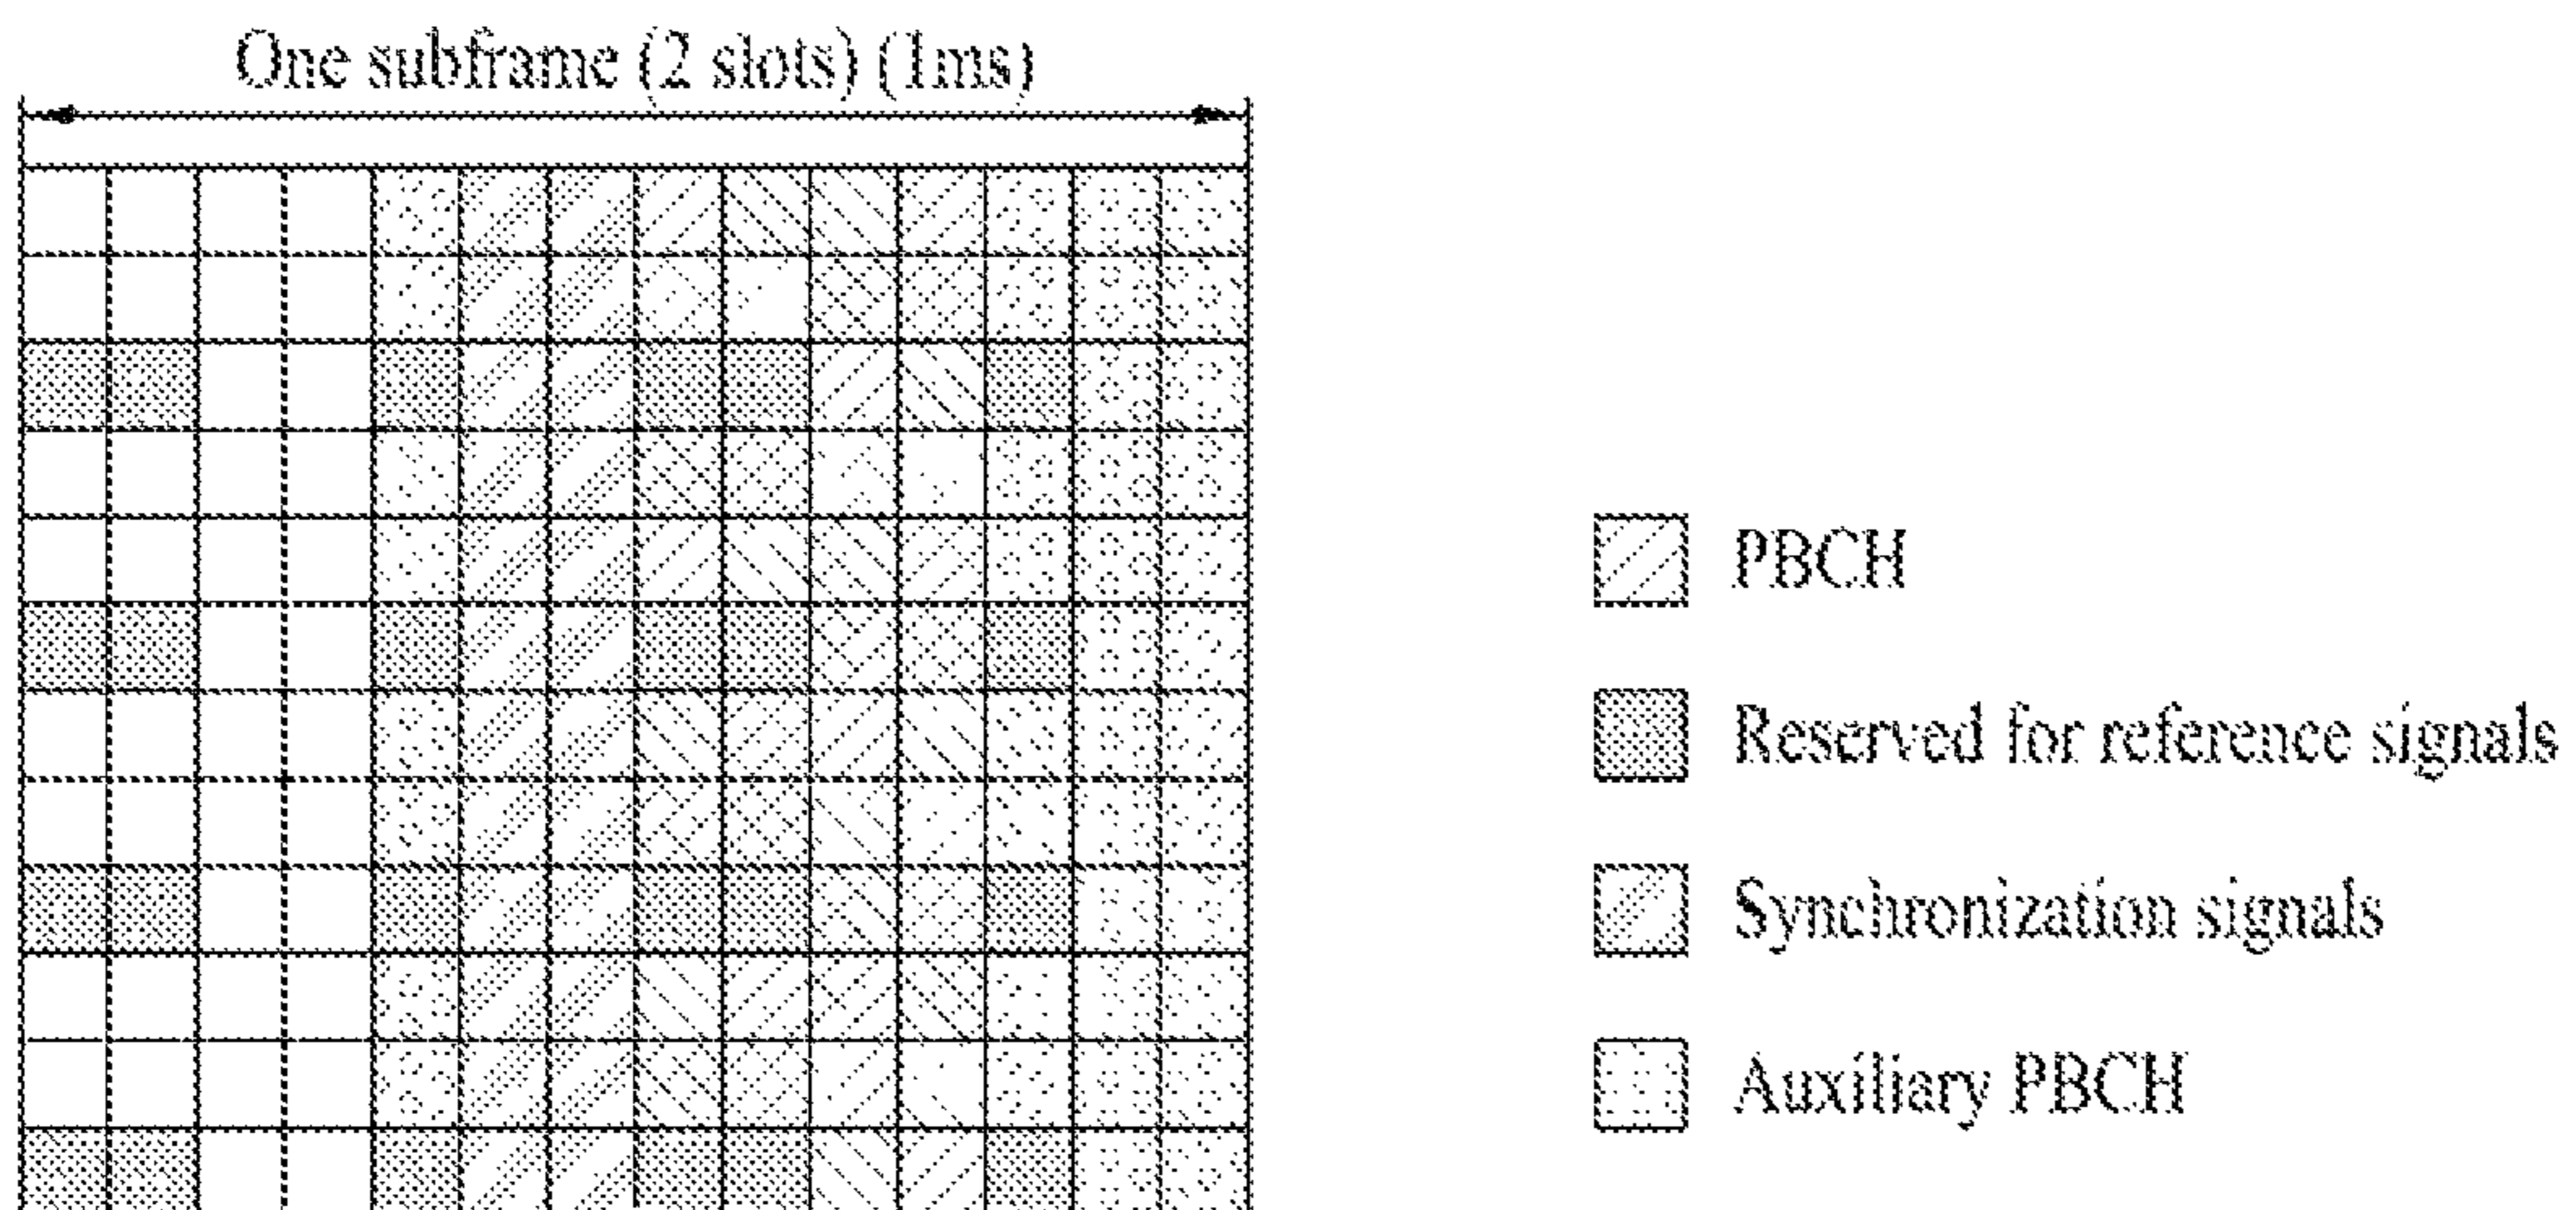 One subframe (2 slots) (1ms)
PBCH
Reserved for reference signals
Synchronization signals
Auxiliary PBCH